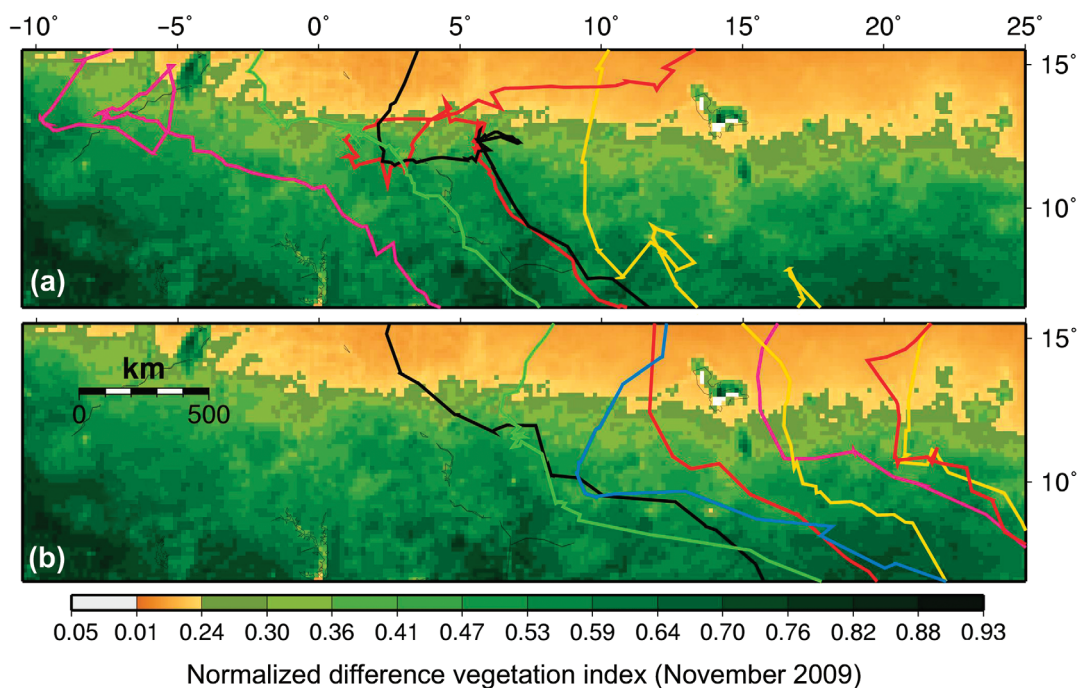 −10° −5° 0° 5° 10° 15° 20° 25°
15°
10°
(a)
15°
km
0 500
10°
(b)
0.05 0.01 0.24 0.30 0.36 0.41 0.47 0.53 0.59 0.64 0.70 0.76 0.82 0.88 0.93
Normalized difference vegetation index (November 2009)